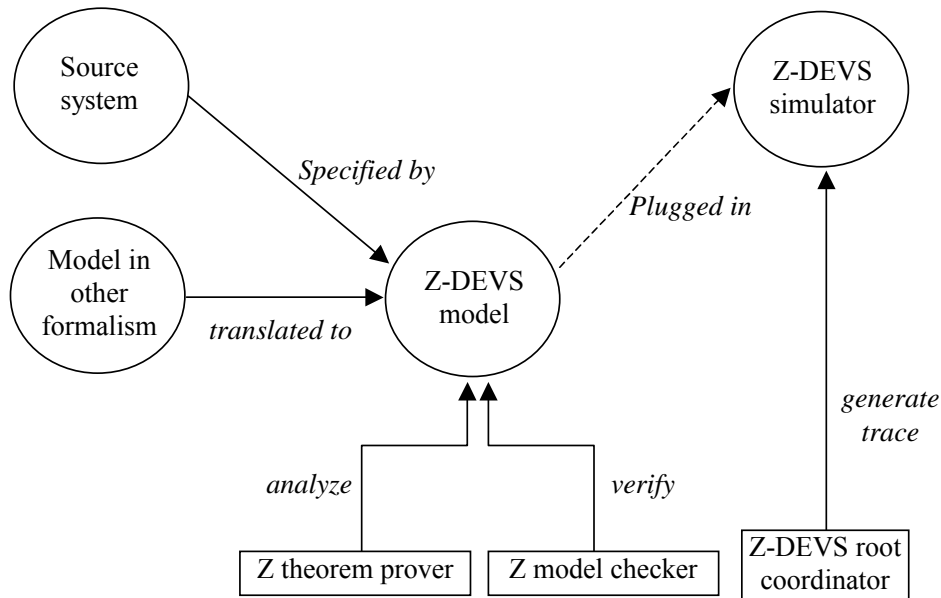 Source
system
Z-DEVS
simulator
Specified by
Plugged in
Model in
other
formalism
Z-DEVS
model
translated to
generate
trace
analyze
verify
Z theorem prover
Z model checker
Z-DEVS root
coordinator